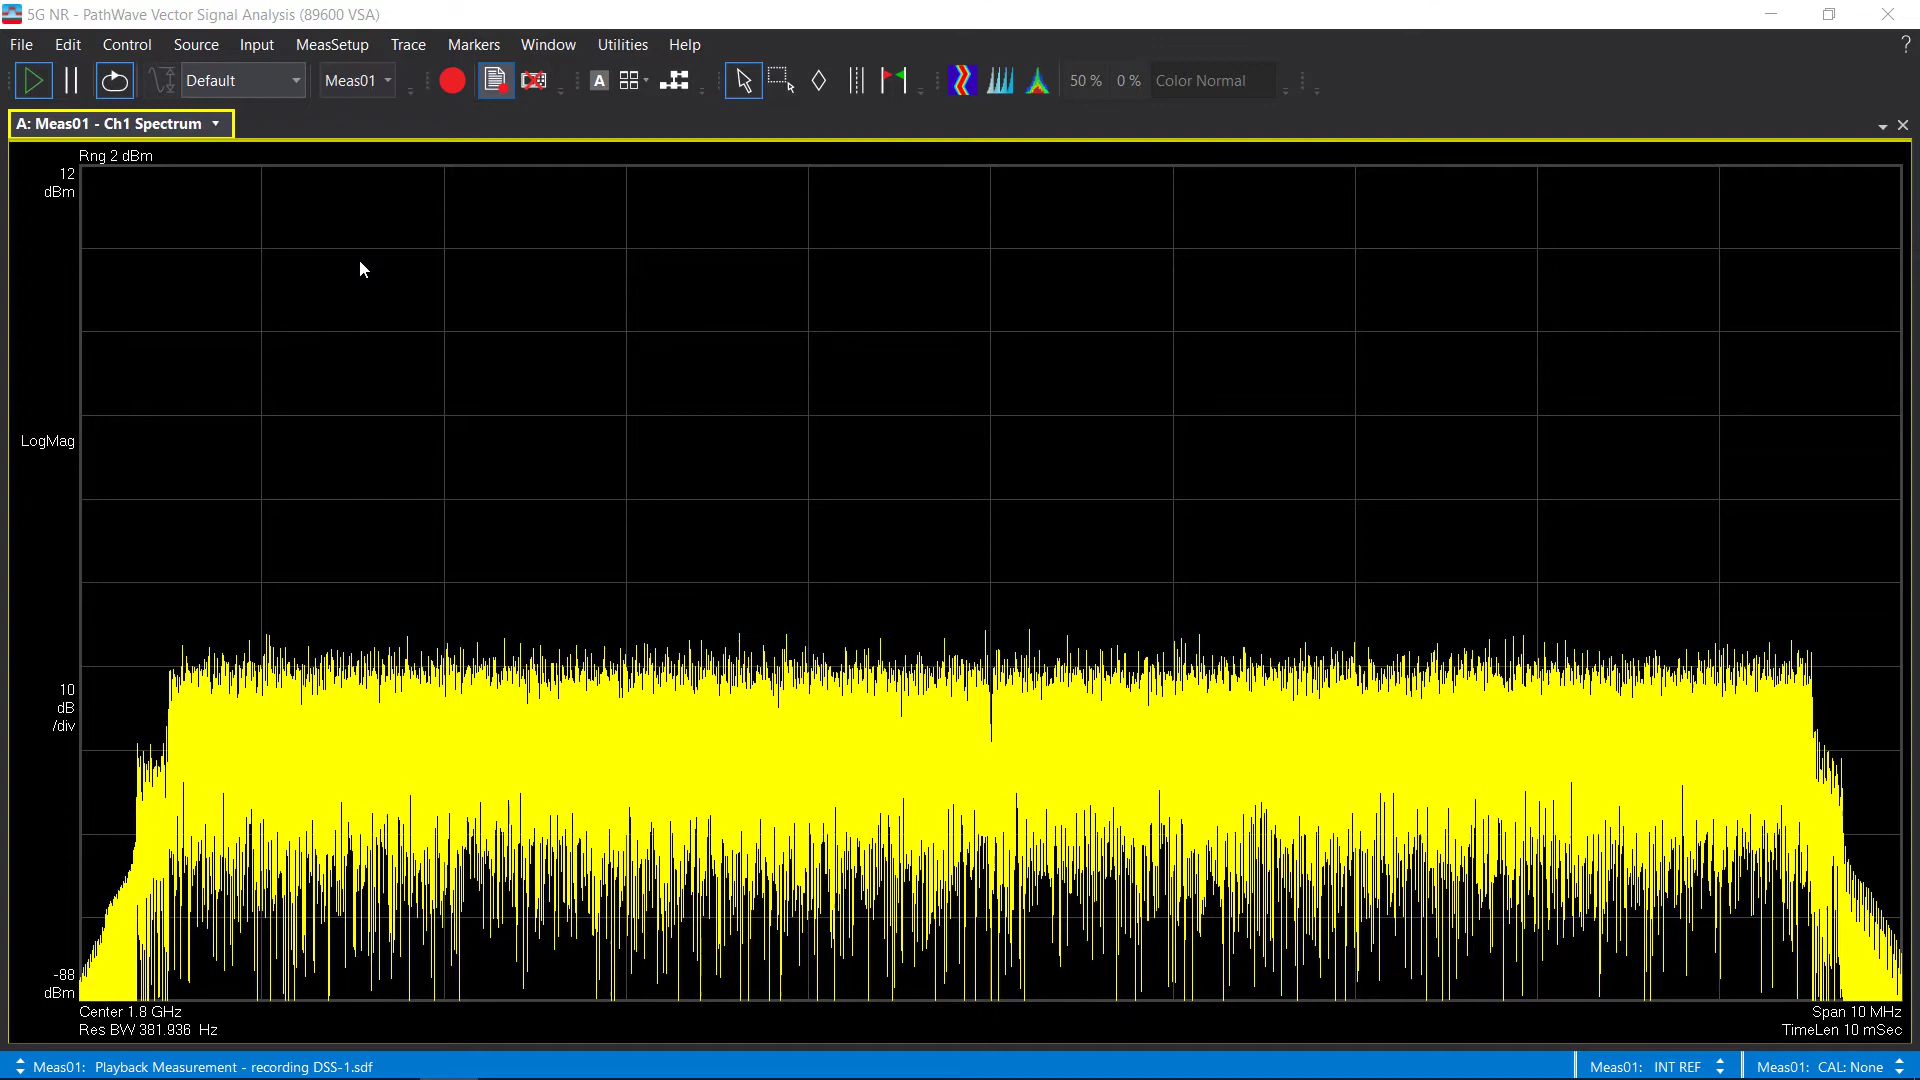 5G NR - PathWave Vector Signal Analysis (89600 VSA)
File Edit Control Source Input MeasSetup Trace Markers Window Utilities Help ?
Default Meas01 A 50 % 0 % Color Normal
A: Meas01 - Ch1 Spectrum
Rng 2 dBm
12
dBm
LogMag
10
dB
/div
-88
dBm
Center 1.8 GHz Span 10 MHz
Res BW 381.936 Hz TimeLen 10 mSec
Meas01: Playback Measurement - recording DSS-1.sdf Meas01: INT REF Meas01: CAL: None